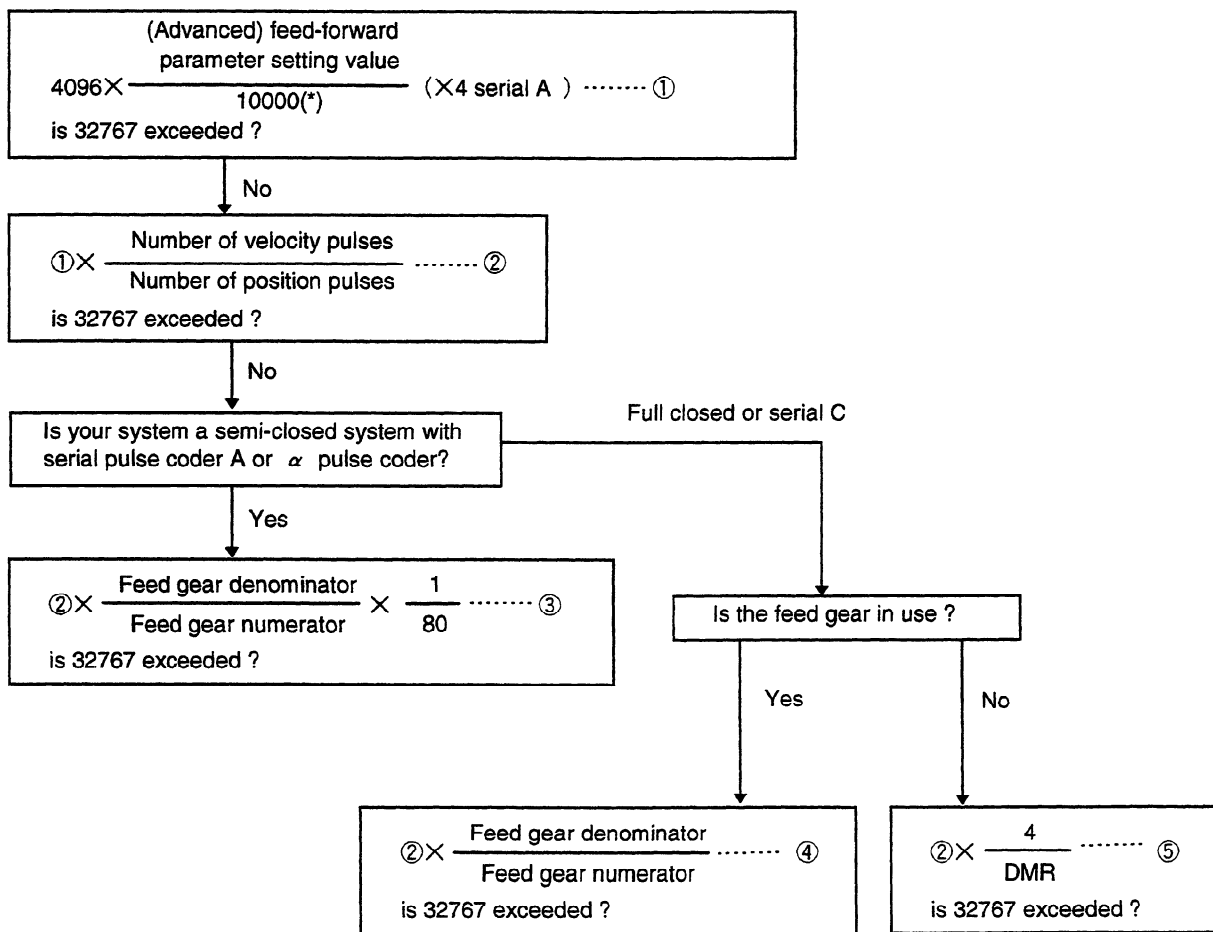 (Advanced) feed-forward
parameter setting value
4096× ──── (×4 serial A ) ········ ①
10000(*)
is 32767 exceeded ?
No
Number of velocity pulses
①× ──── ········ ②
Number of position pulses
is 32767 exceeded ?
No
Full closed or serial C
Is your system a semi-closed system with
serial pulse coder A or α pulse coder?
Yes
Feed gear denominator 1
②× ──── × ──── ········ ③
Feed gear numerator 80
is 32767 exceeded ?
Is the feed gear in use ?
Yes
No
Feed gear denominator
②× ──── ········ ④
Feed gear numerator
is 32767 exceeded ?
4
②× ──── ········ ⑤
DMR
is 32767 exceeded ?